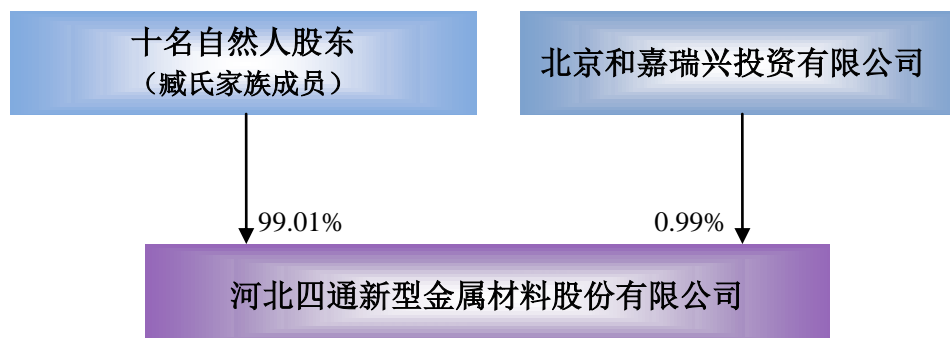 十名自然人股东
（臧氏家族成员）
北京和嘉瑞兴投资有限公司
99.01%
0.99%
河北四通新型金属材料股份有限公司